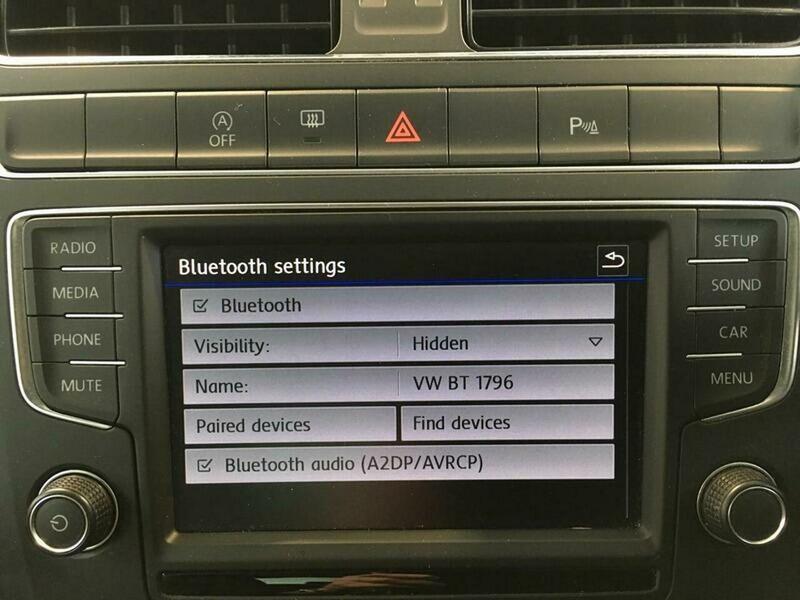 A
OFF
P
RADIO
MEDIA
PHONE
MUTE
Bluetooth settings
Bluetooth
Visibility: Hidden
Name: VW BT 1796
Paired devices Find devices
Bluetooth audio (A2DP/AVRCP)
SETUP
SOUND
CAR
MENU